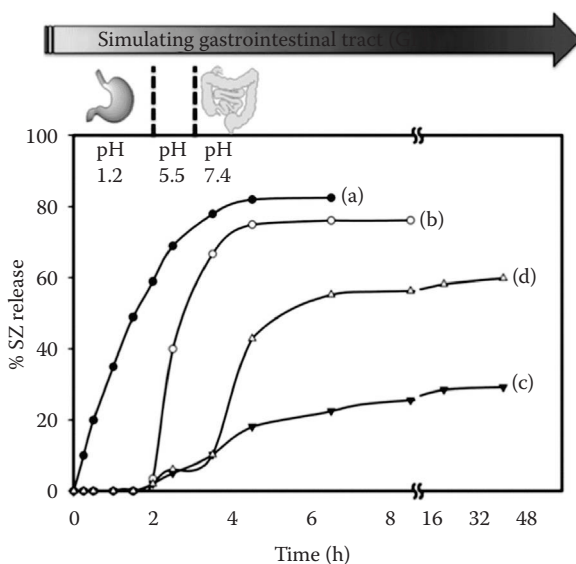 Simulating gastrointestinal tract (G
100
pH
1.2
pH
5.5
pH
7.4
80
60
40
20
0
% SZ release
(a)
(b)
(d)
(c)
0 2 4 6 8 16 32 48
Time (h)